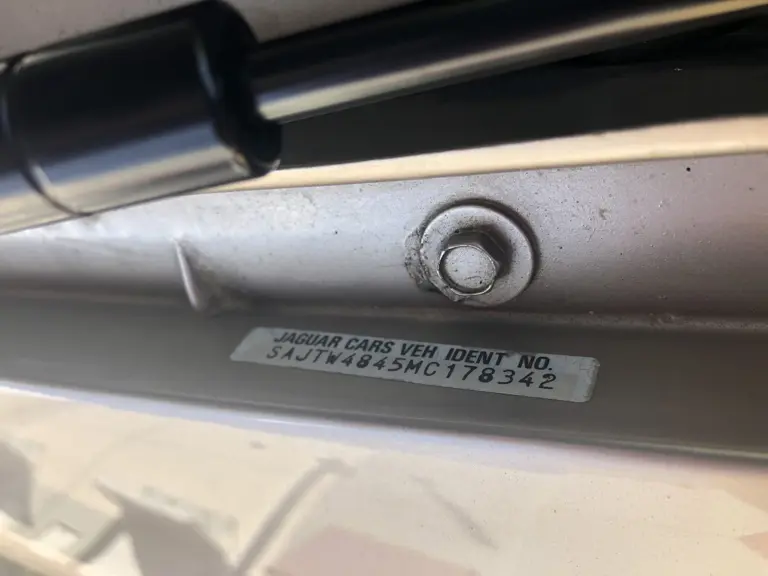 JAGUAR CARS VEH IDENT NO.
SAJTW4845MC178342